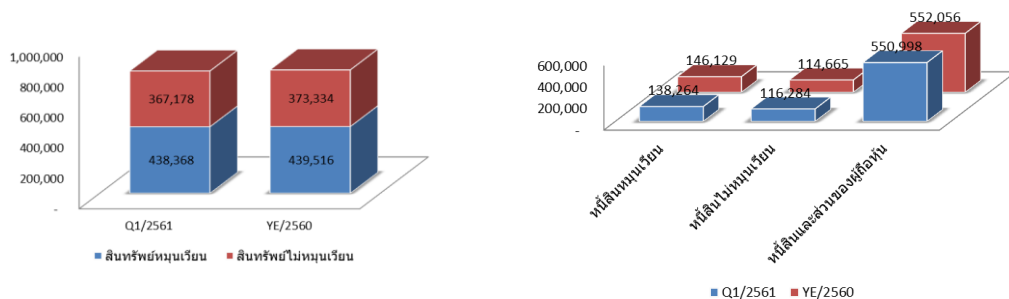 1,000,000
800,000
600,000
400,000
200,000
-
367,178
373,334
438,368
439,516
Q1/2561
YE/2560
สินทรัพย์หมุนเวียน
สินทรัพย์ไม่หมุนเวียน
600,000
400,000
200,000
-
552,056
550,998
146,129
114,665
138,264
116,284
หนี้สินหมุนเวียน
หนี้สินไม่หมุนเวียน
หนี้สินและส่วนของผู้ถือหุ้น
Q1/2561
YE/2560